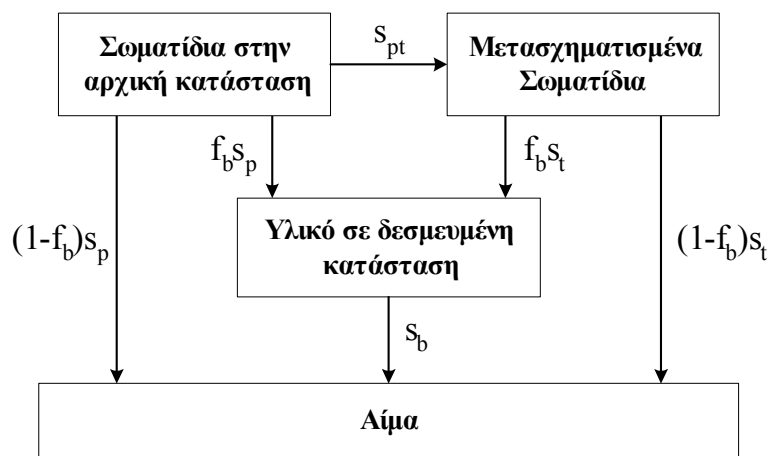 Σωματίδια στην
αρχική κατάσταση
s_pt
Μετασχηματισμένα
Σωματίδια
f_b s_p
f_b s_t
(1-f_b)s_p
Υλικό σε δεσμευμένη
κατάσταση
(1-f_b)s_t
s_b
Αίμα